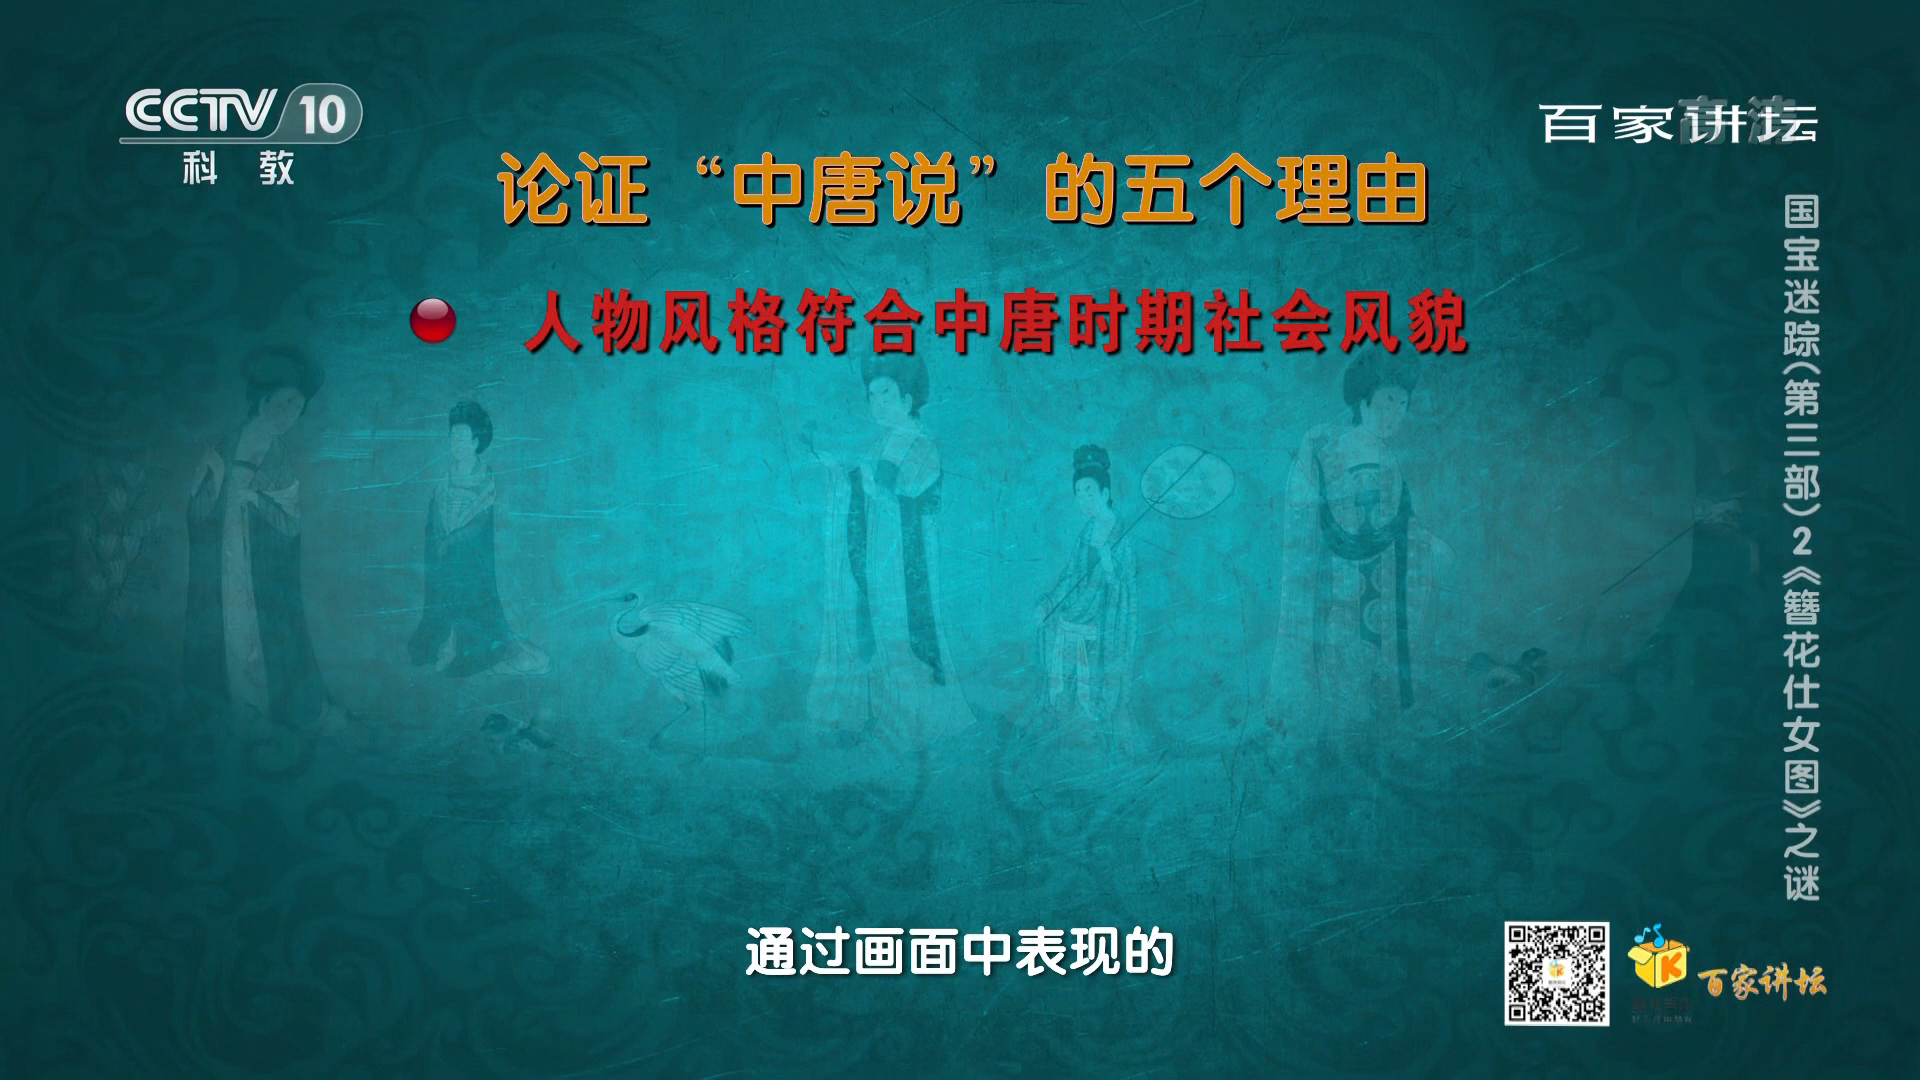 CCTV 10
科教
百家讲坛
高清
论证“中唐说”的五个理由
人物风格符合中唐时期社会风貌
国宝迷踪（第三部）2《簪花仕女图》之谜
通过画面中表现的
K
百家讲坛